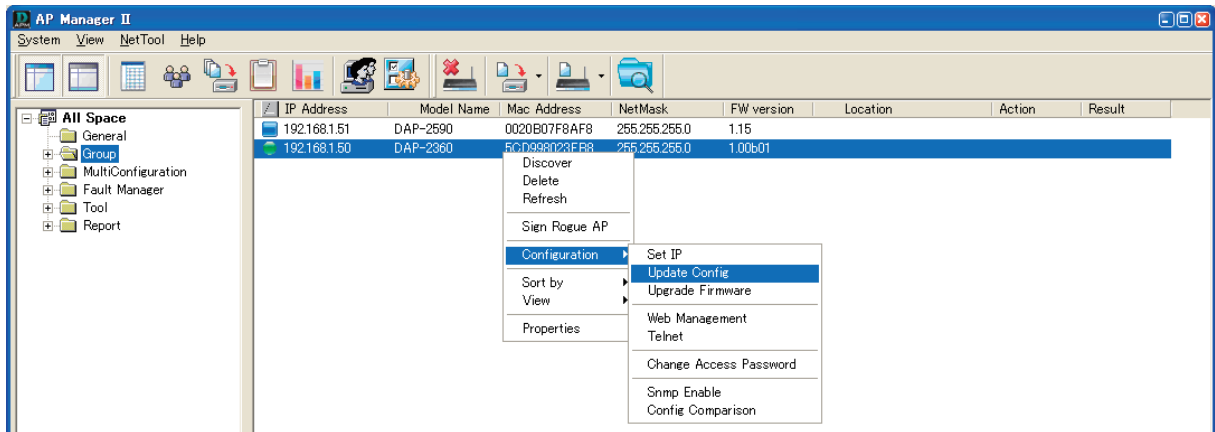 AP Manager II
System View NetTool Help
IP Address Model Name Mac Address NetMask FW version Location Action Result
All Space
General
Group
MultiConfiguration
Fault Manager
Tool
Report
192.168.1.51 DAP-2590 0020B07F8AF8 255.255.255.0 1.15
192.168.1.50 DAP-2360 5CD998023EB8 255.255.255.0 1.00b01
Discover
Delete
Refresh
Sign Rogue AP
Configuration
Sort by
View
Properties
Set IP
Update Config
Upgrade Firmware
Web Management
Telnet
Change Access Password
Snmp Enable
Config Comparison